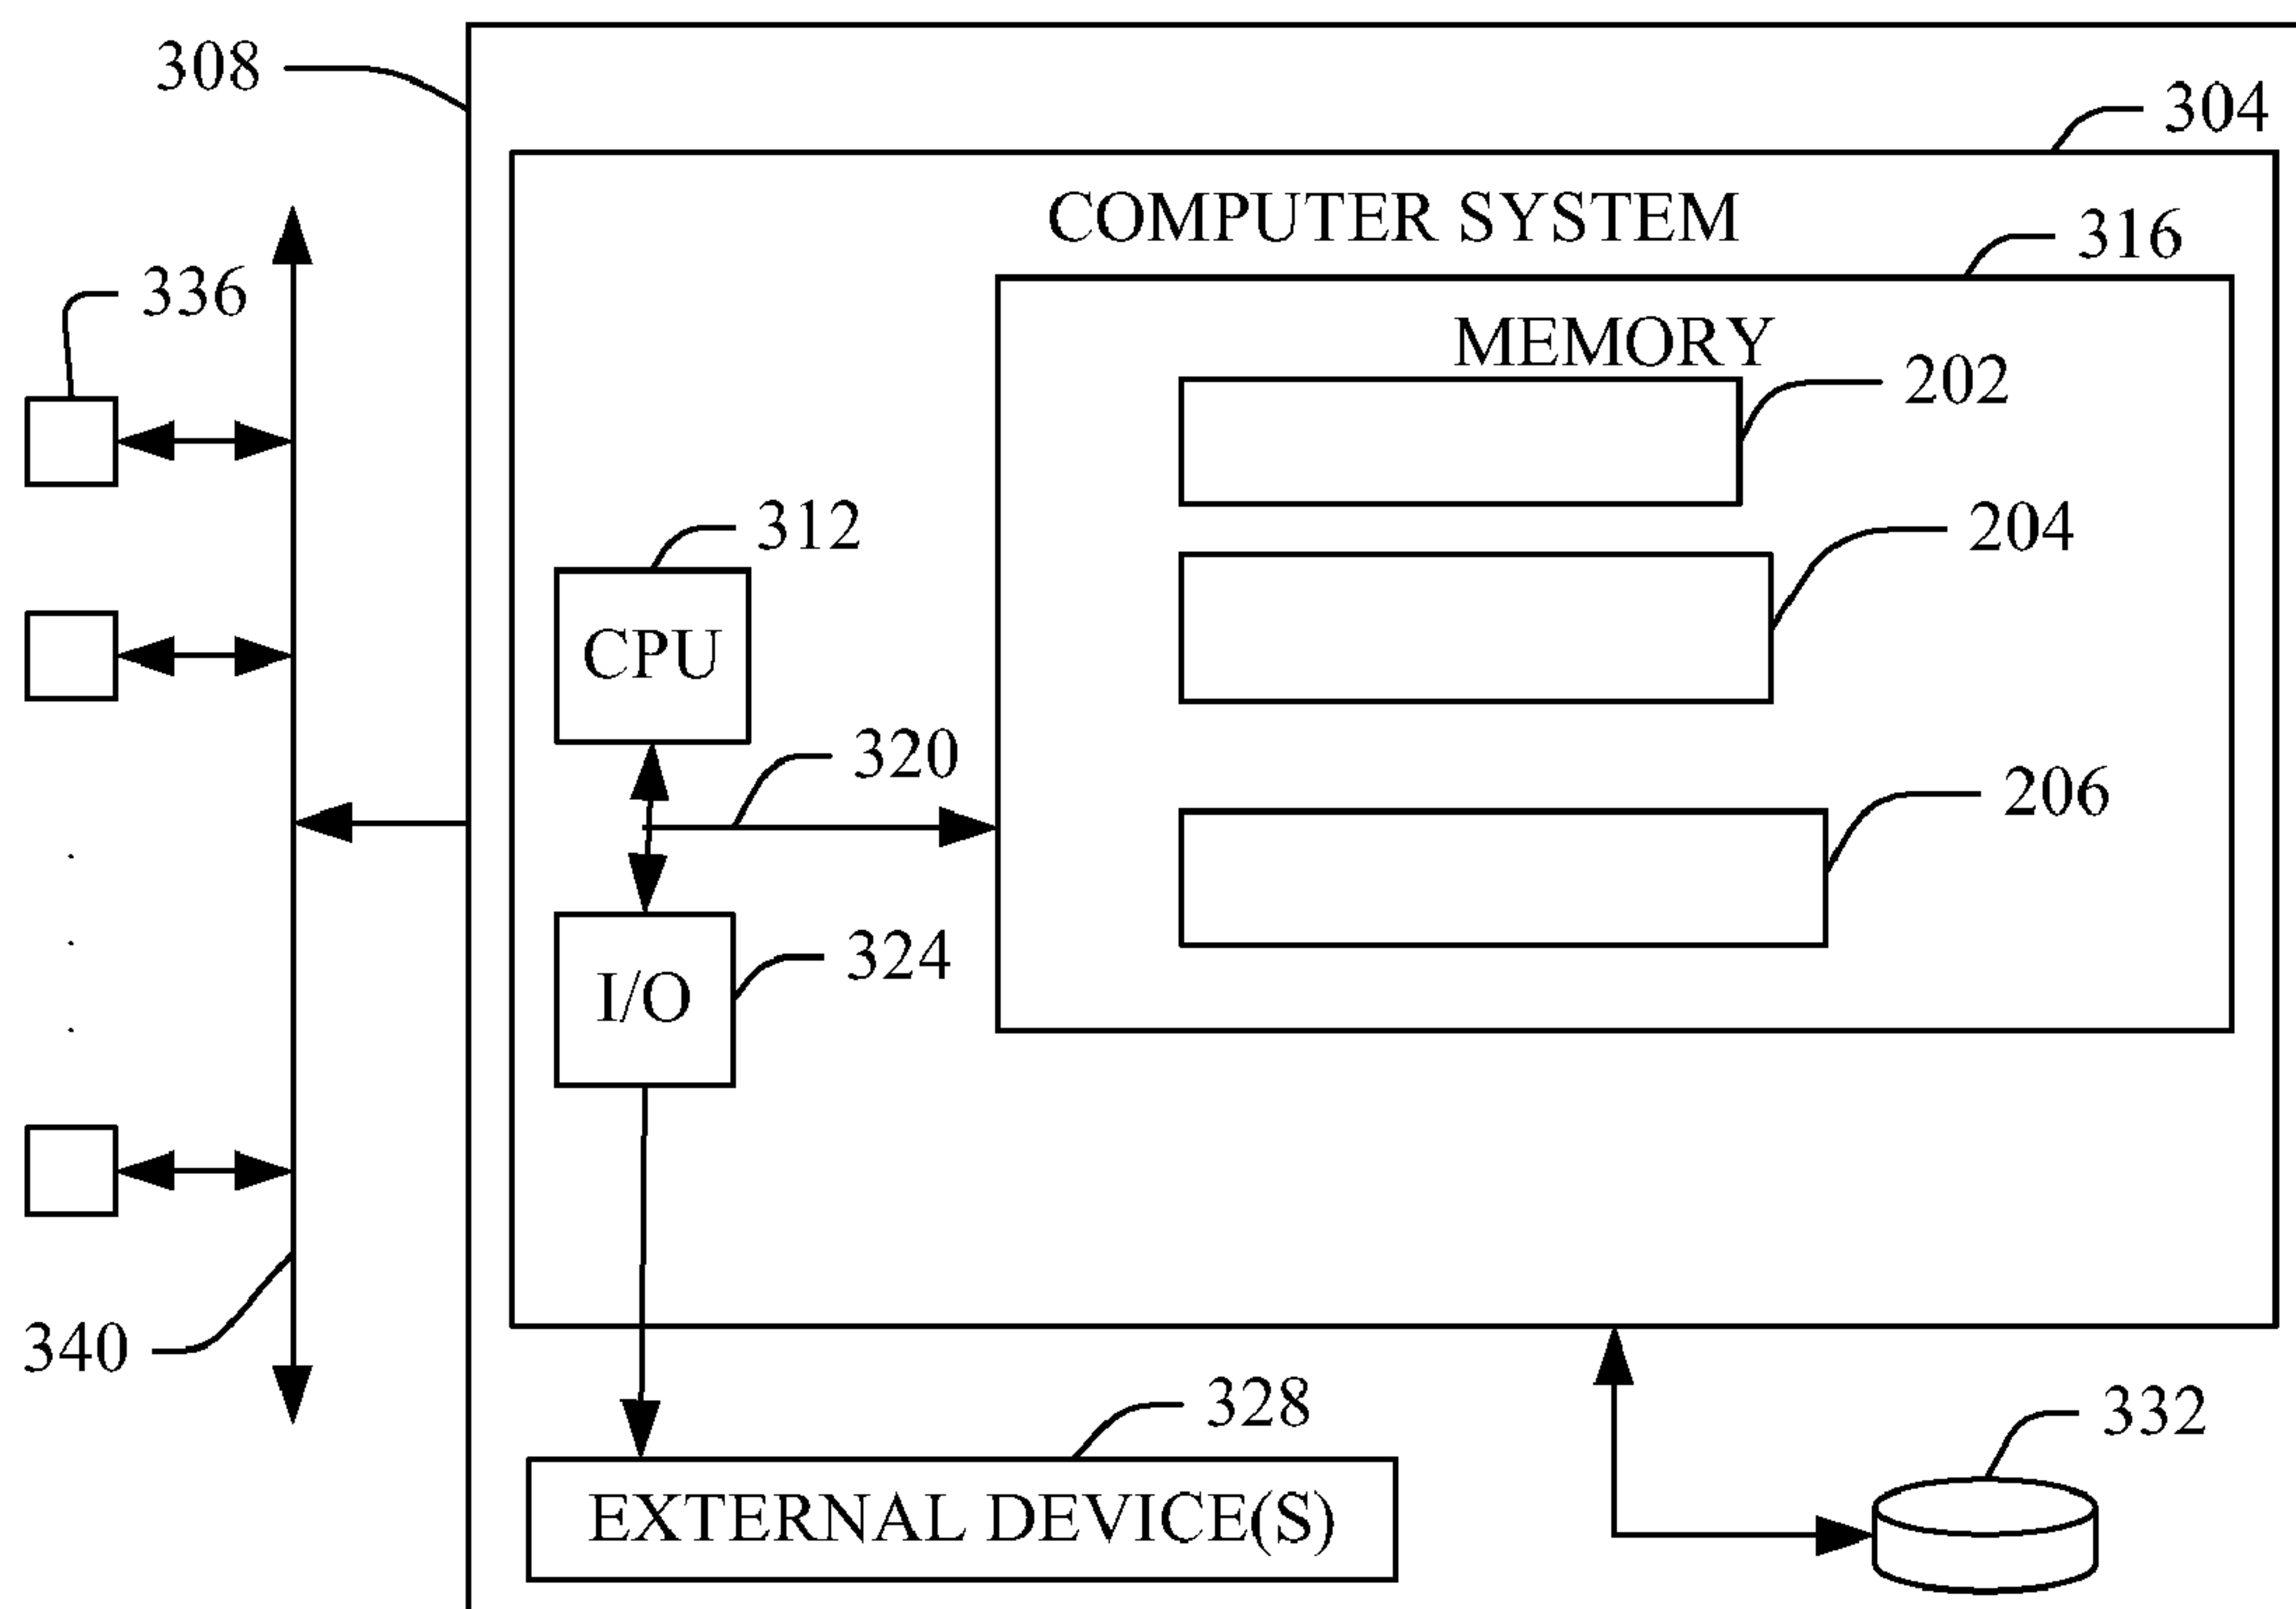 308
304
COMPUTER SYSTEM
316
336
MEMORY
202
312
204
CPU
320
206
324
I/O
340
328
332
EXTERNAL DEVICE(S)